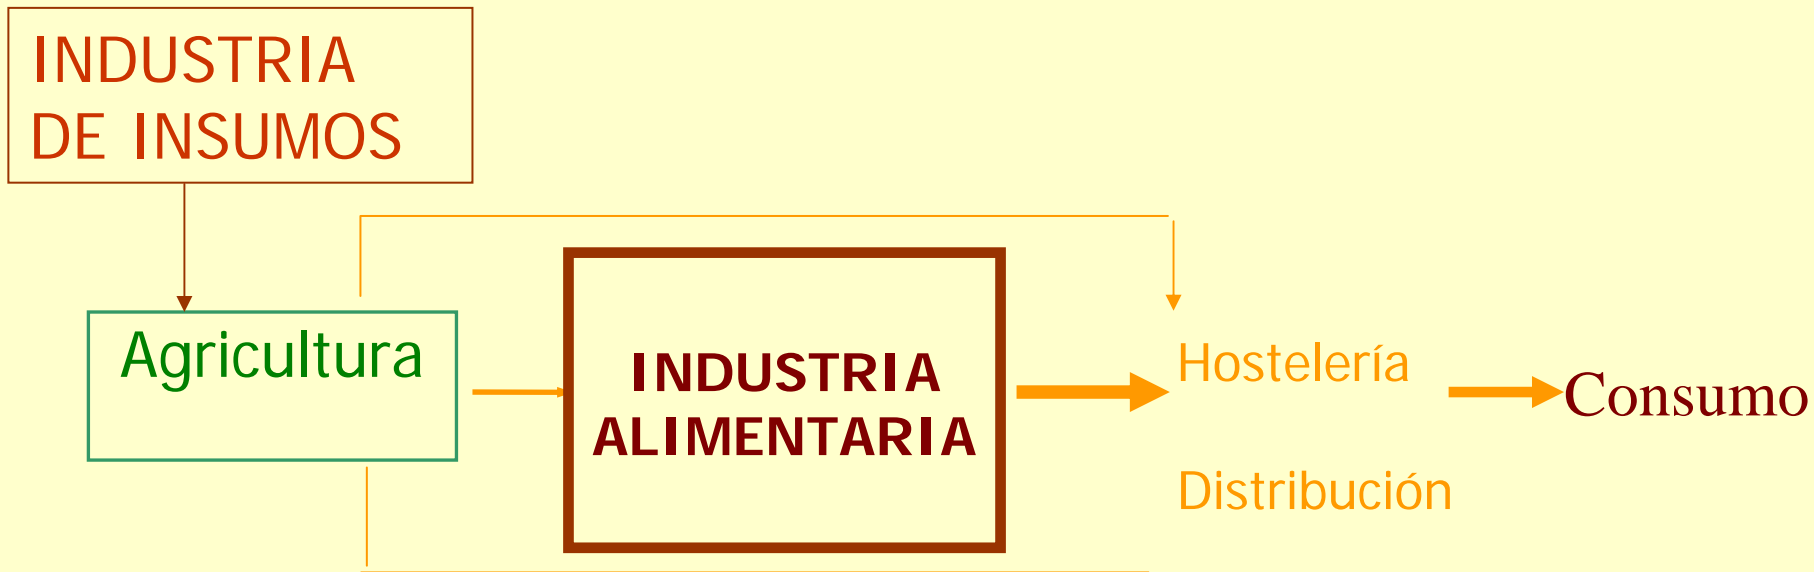 INDUSTRIA
DE INSUMOS
Agricultura
INDUSTRIA
ALIMENTARIA
Hostelería
Distribución
Consumo